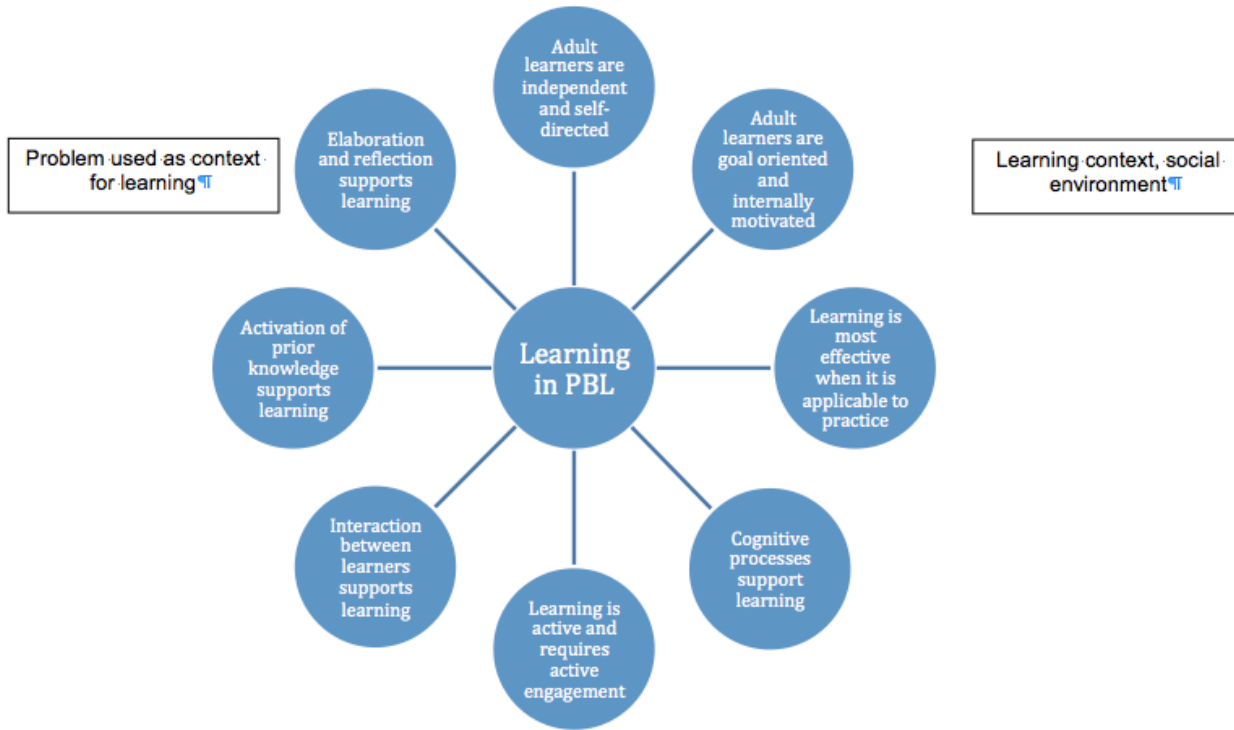 Adult
learners are
independent
and self-
directed
Adult
learners are
goal oriented
and
internally
motivated
Learning is
most
effective
when it is
applicable to
practice
Cognitive
processes
support
learning
Learning is
active and
requires
active
engagement
Interaction
between
learners
supports
learning
Activation of
prior
knowledge
supports
learning
Elaboration
and reflection
supports
learning
Learning
in PBL
Problem·used·as·context·
for·learning¶
Learning·context,·social·
environment¶